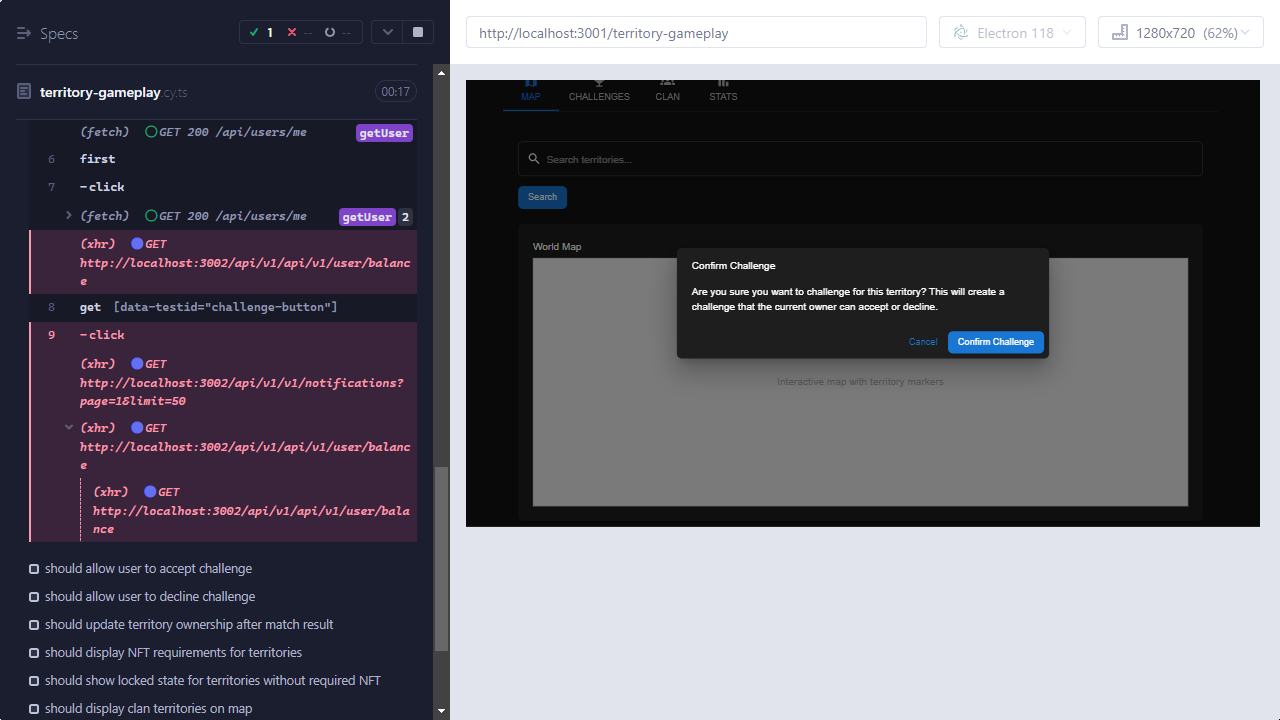 Specs
1
--
--
territory-gameplay.cy.ts
00:17
(fetch) GET 200 /api/users/me getUser
6 first
7 -click
(fetch) GET 200 /api/users/me getUser 2
(xhr) GET
http://localhost:3002/api/v1/api/v1/user/balanc
e
8 get [data-testid="challenge-button"]
9 -click
(xhr) GET
http://localhost:3002/api/v1/v1/notifications?
page=1&limit=50
(xhr) GET
http://localhost:3002/api/v1/api/v1/user/balanc
e
(xhr) GET
http://localhost:3002/api/v1/api/v1/user/bala
nce
should allow user to accept challenge
should allow user to decline challenge
should update territory ownership after match result
should display NFT requirements for territories
should show locked state for territories without required NFT
should display clan territories on map
http://localhost:3001/territory-gameplay
Electron 118
1280x720 (62%)
MAP CHALLENGES CLAN STATS
Search territories...
Search
World Map
Confirm Challenge
Are you sure you want to challenge for this territory? This will create a
challenge that the current owner can accept or decline.
Cancel Confirm Challenge
Interactive map with territory markers